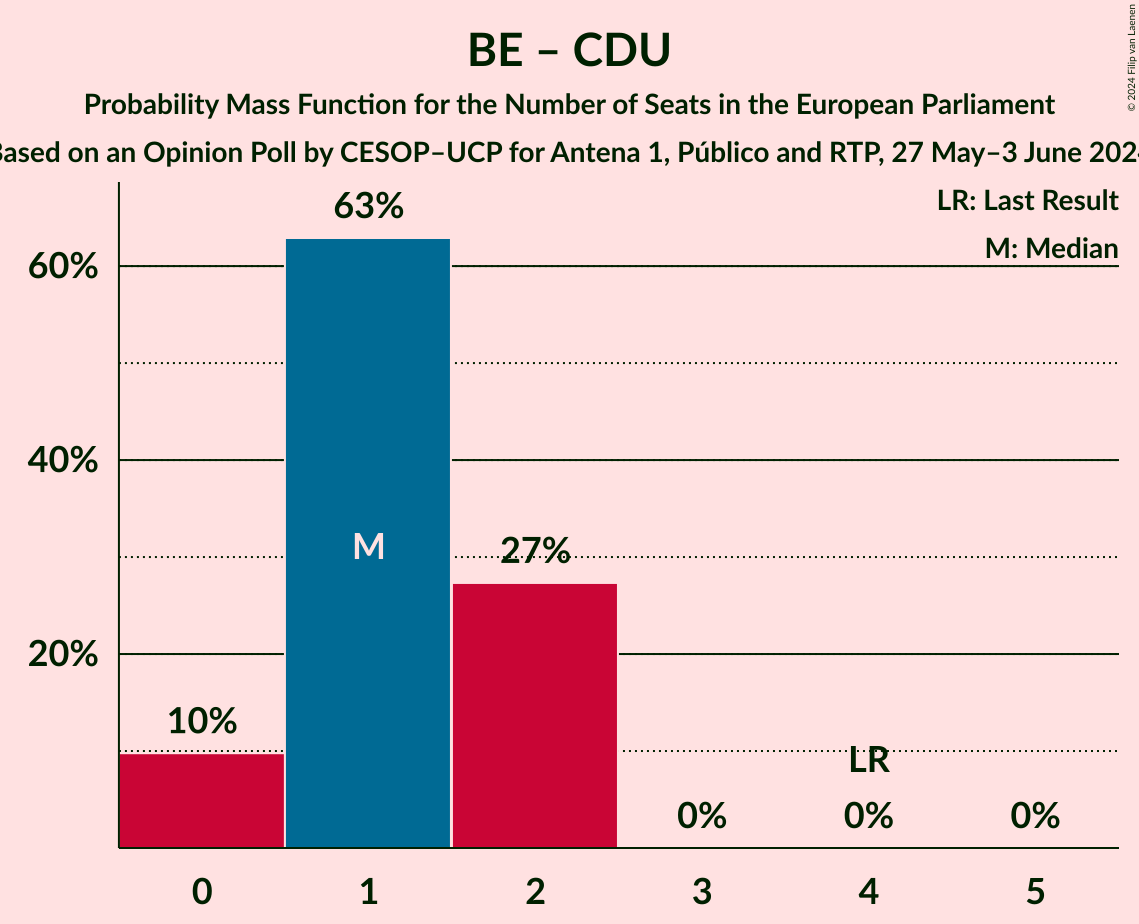 BE – CDU
Probability Mass Function for the Number of Seats in the European Parliament
Based on an Opinion Poll by CESOP–UCP for Antena 1, Público and RTP, 27 May–3 June 2024
© 2024 Filip van Laenen
LR: Last Result
M: Median
63%
60%
40%
M
27%
20%
10%
LR
0% 0% 0%
0 1 2 3 4 5